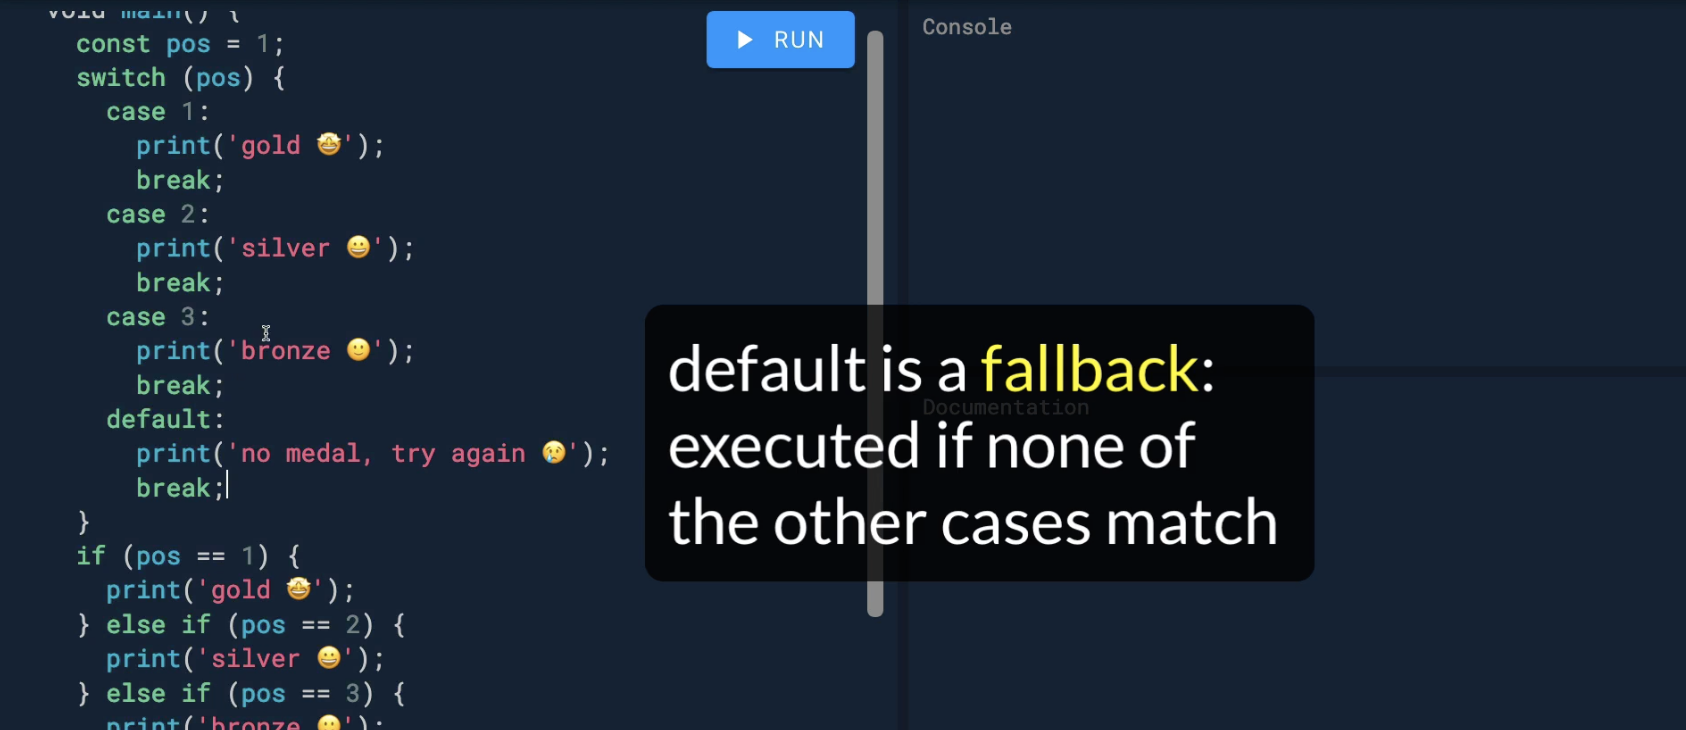 void main() {
const pos = 1;
switch (pos) {
case 1:
print('gold 🤩');
break;
case 2:
print('silver 😀');
break;
case 3:
print('bronze 🙂');
break;
default:
print('no medal, try again 😢');
break;
}
if (pos == 1) {
print('gold 🤩');
} else if (pos == 2) {
print('silver 😀');
} else if (pos == 3) {
print('bronze 🙂');
RUN
Console
default is a fallback:
Documentation
executed if none of
the other cases match